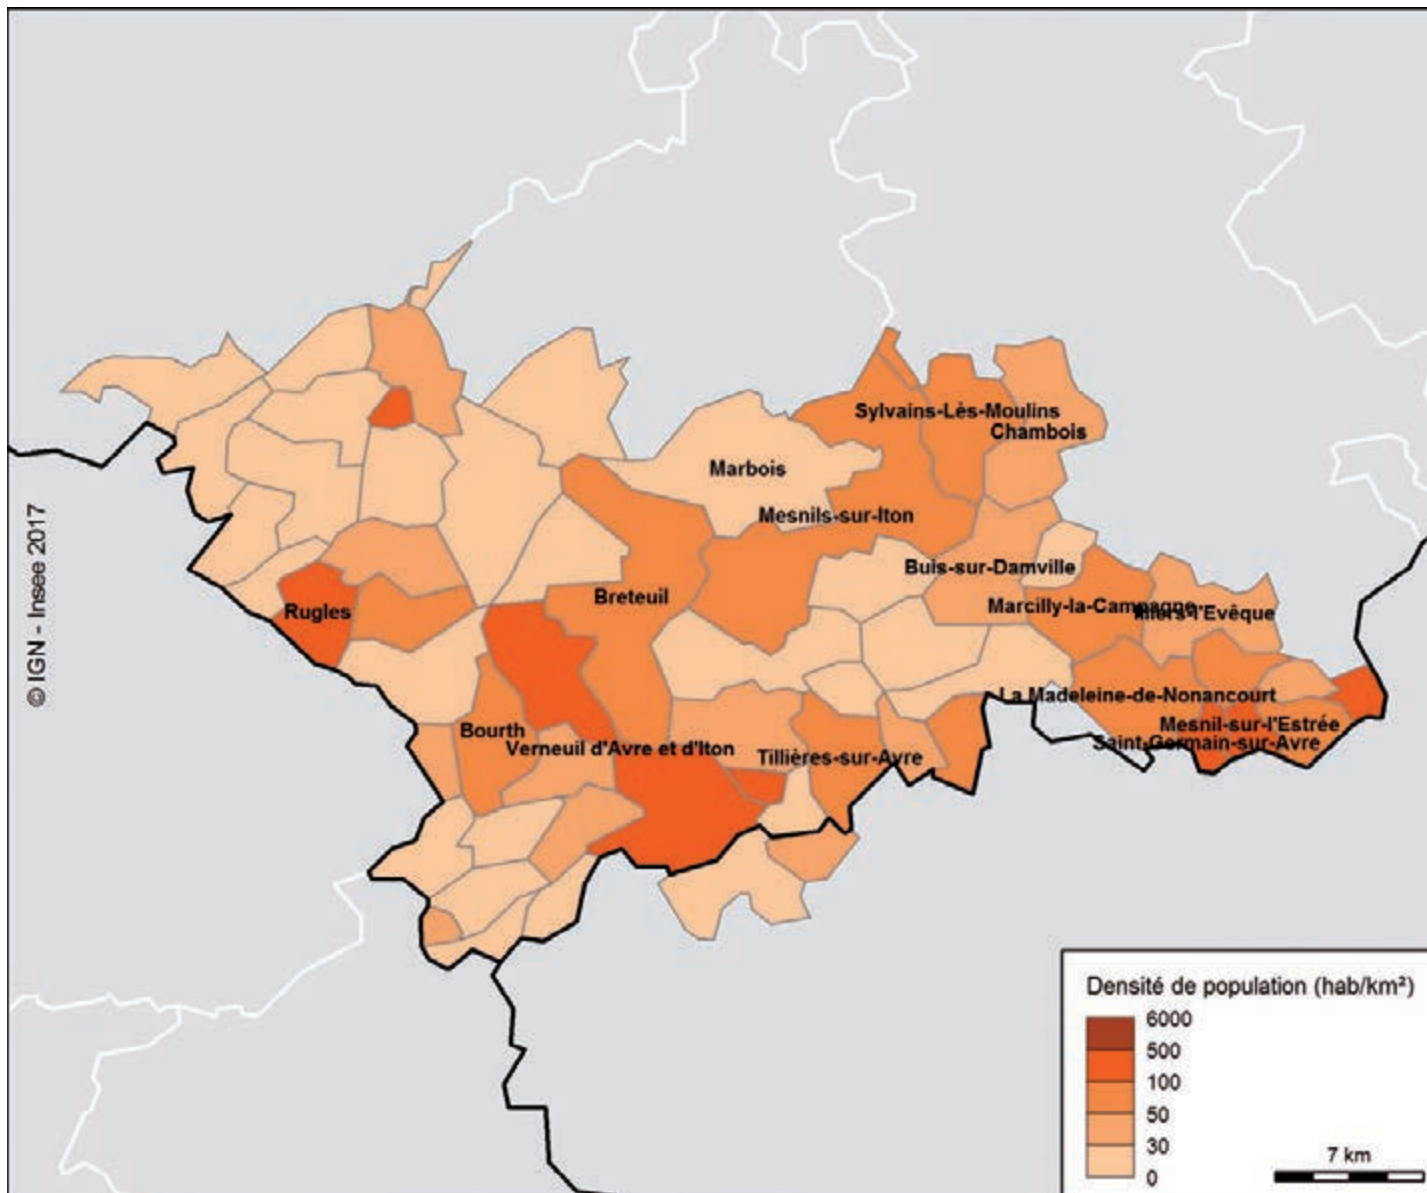 Sylvains-Lès-Moulins
Chambois
Marbois
Mesnils-sur-Iton
Buis-sur-Damville
Breteuil
Marcilly-la-Campagne
Illiers-l'Evêque
Rugles
La Madeleine-de-Nonancourt
Mesnil-sur-l'Estrée
Bourth
Verneuil d'Avre et d'Iton
Tillières-sur-Avre
Saint-Germain-sur-Avre
© IGN - Insee 2017
Densité de population (hab/km²)
6000
500
100
50
30
0
7 km